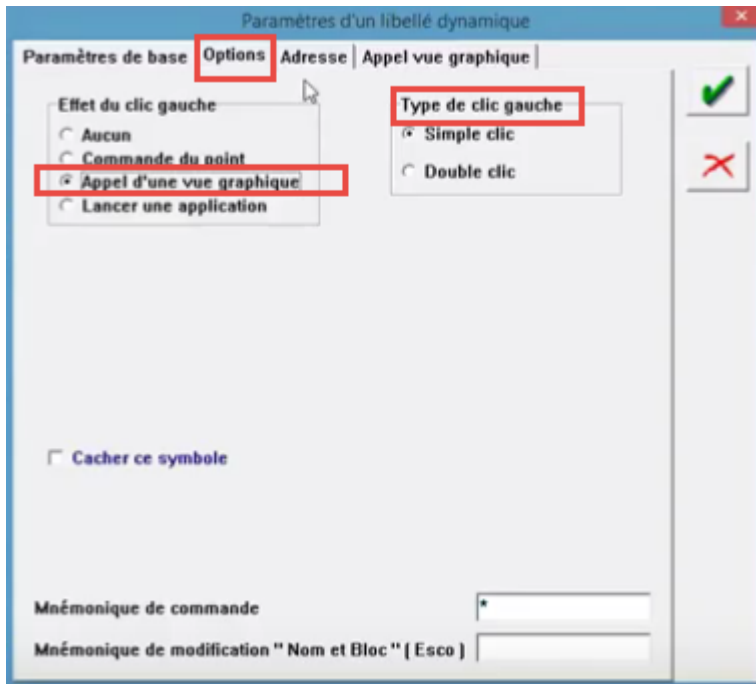 Paramètres d'un libellé dynamique
Paramètres de base Options Adresse Appel vue graphique
Effet du clic gauche
Aucun
Commande du point
Appel d'une vue graphique
Lancer une application
Type de clic gauche
Simple clic
Double clic
Cacher ce symbole
Mnémonique de commande *
Mnémonique de modification " Nom et Bloc " ( Esco )